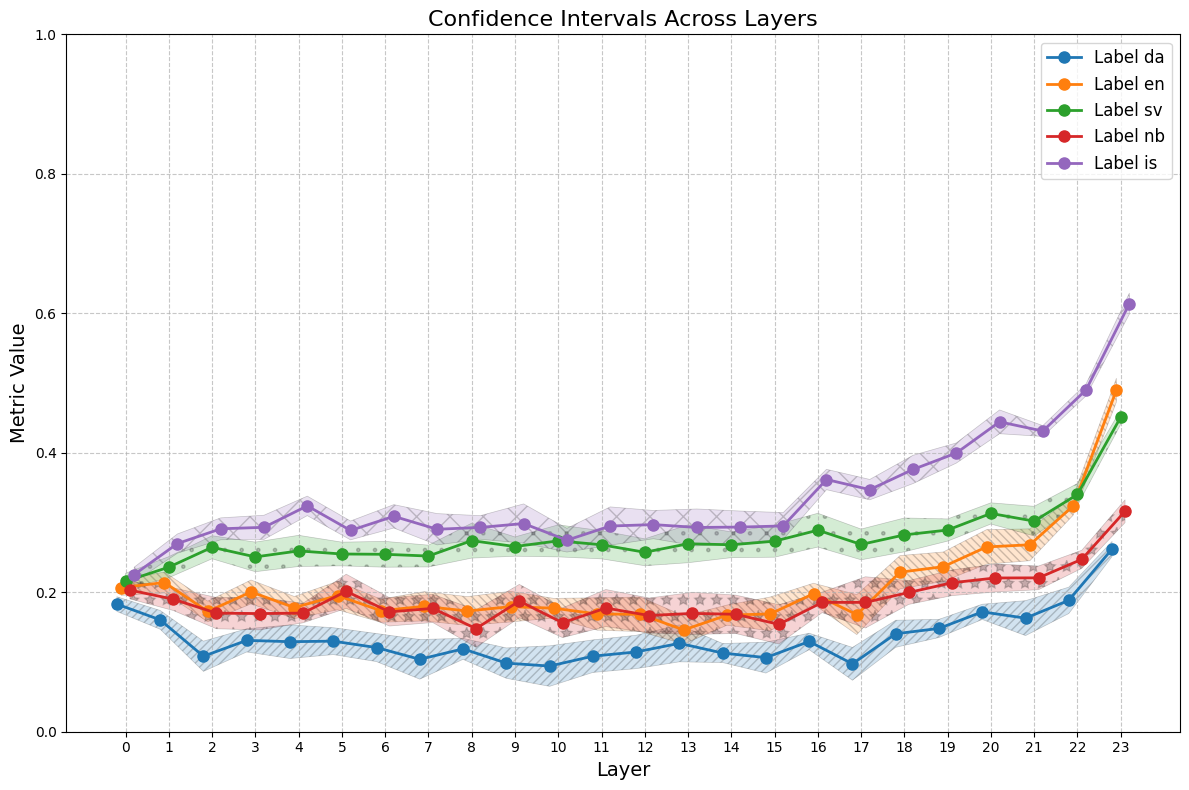 Confidence Intervals Across Layers
Metric Value
1.0
0.8
0.6
0.4
0.2
0.0
Label da
Label en
Label sv
Label nb
Label is
0 1 2 3 4 5 6 7 8 9 10 11 12 13 14 15 16 17 18 19 20 21 22 23
Layer